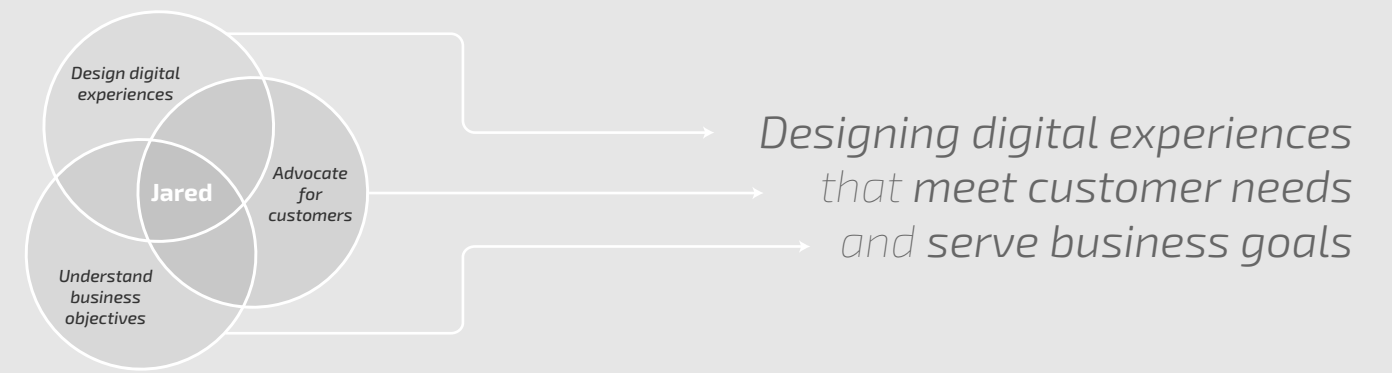 Design digital
experiences
Jared
Advocate
for
customers
Understand
business
objectives
Designing digital experiences
that meet customer needs
and serve business goals